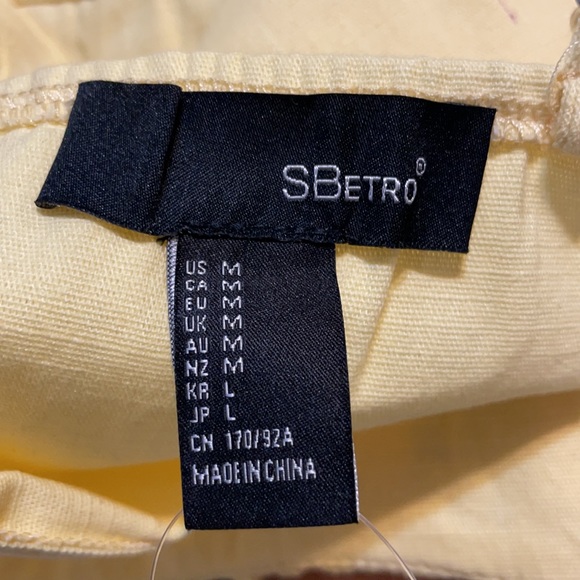 SBETRO®
US M
CA M
EU M
UK M
AU M
NZ M
KR L
JP L
CN 170/92A
MADE IN CHINA